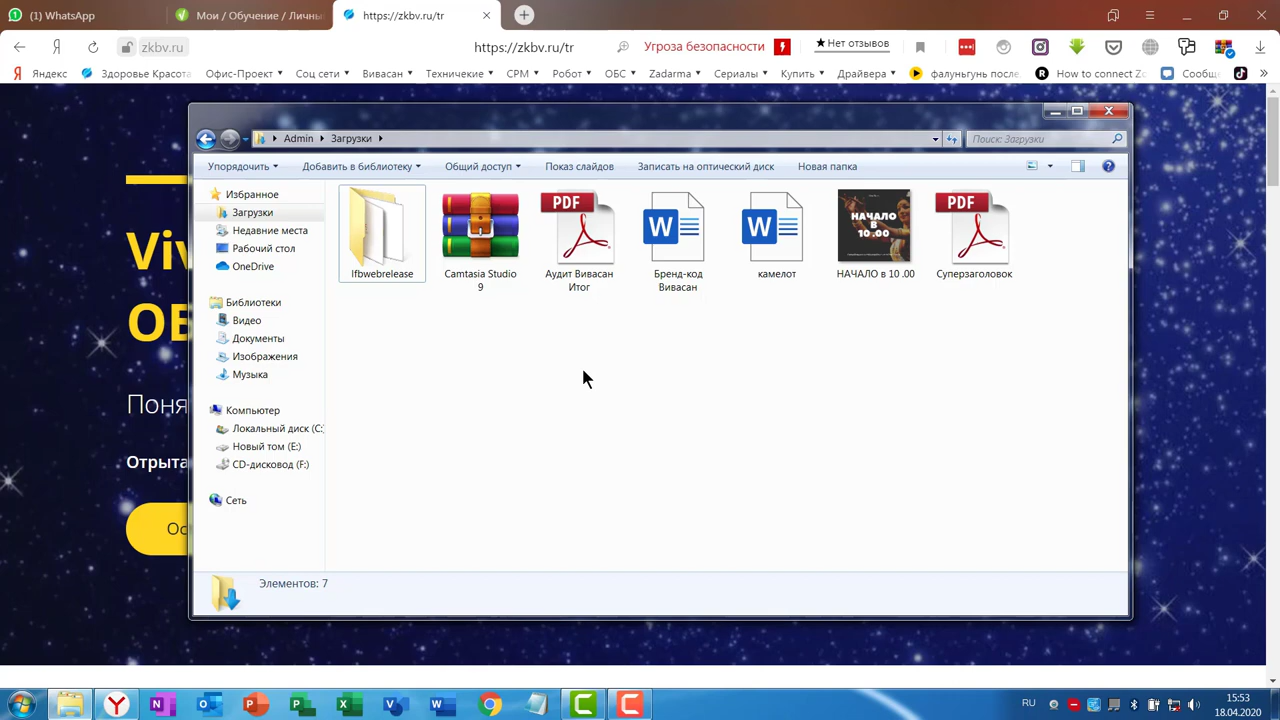 (1) WhatsApp
Мои / Обучение / Личны
https://zkbv.ru/tr
zkbv.ru
https://zkbv.ru/tr
Угроза безопасности
★Нет отзывов
Яндекс
Здоровье Красота
Офис-Проект
Соц сети
Вивасан
Течничекие
СРМ
Робот
ОБС
Zadarma
Сериалы
Купить
Драйвера
фалуньгунь после
How to connect Zo
Сообщ
Admin
Загрузки
Поиск: Загрузки
Упорядочить
Добавить в библиотеку
Общий доступ
Показ слайдов
Записать на оптический диск
Новая папка
Избранное
Загрузки
Недавние места
Рабочий стол
OneDrive
Библиотеки
Видео
Документы
Изображения
Музыка
Компьютер
Локальный диск (C:)
Новый том (E:)
CD-дисковод (F:)
Сеть
lfbwebrelease
Camtasia Studio
9
PDF
Аудит Вивасан
Итог
W
Бренд-код
Вивасан
W
камелот
НАЧАЛО
В
10 .00
НАЧАЛО в 10 .00
PDF
Суперзаголовок
Viv
ОБ
Поня
Отрыта
Ос
Элементов: 7
RU
15:53
18.04.2020